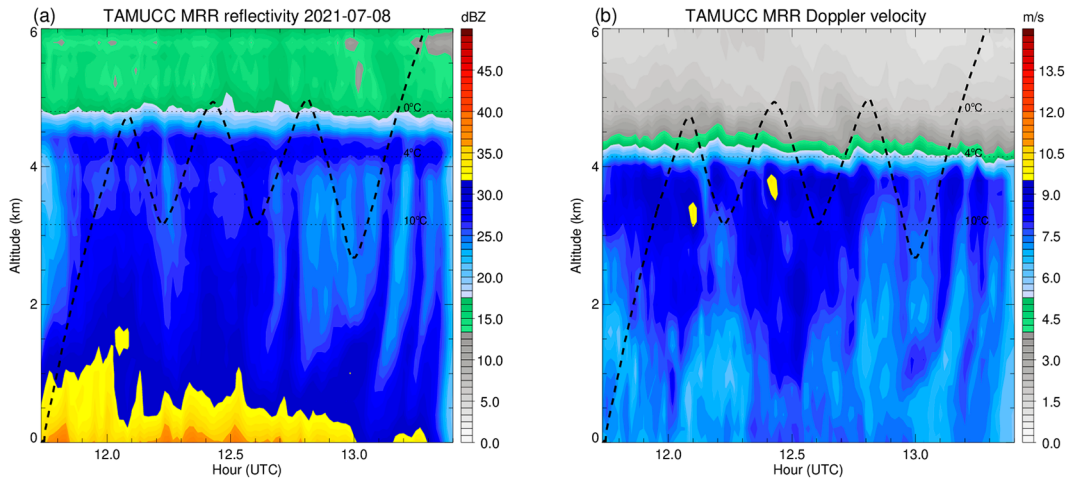 (a) TAMUCC MRR reflectivity 2021-07-08 dBZ
6
4
2
0
Altitude (km)
0°C
4°C
10°C
12.0 12.5 13.0
Hour (UTC)
45.0
40.0
35.0
30.0
25.0
20.0
15.0
10.0
5.0
0.0
(b) TAMUCC MRR Doppler velocity m/s
6
4
2
0
Altitude (km)
0°C
4°C
10°C
12.0 12.5 13.0
Hour (UTC)
13.5
12.0
10.5
9.0
7.5
6.0
4.5
3.0
1.5
0.0